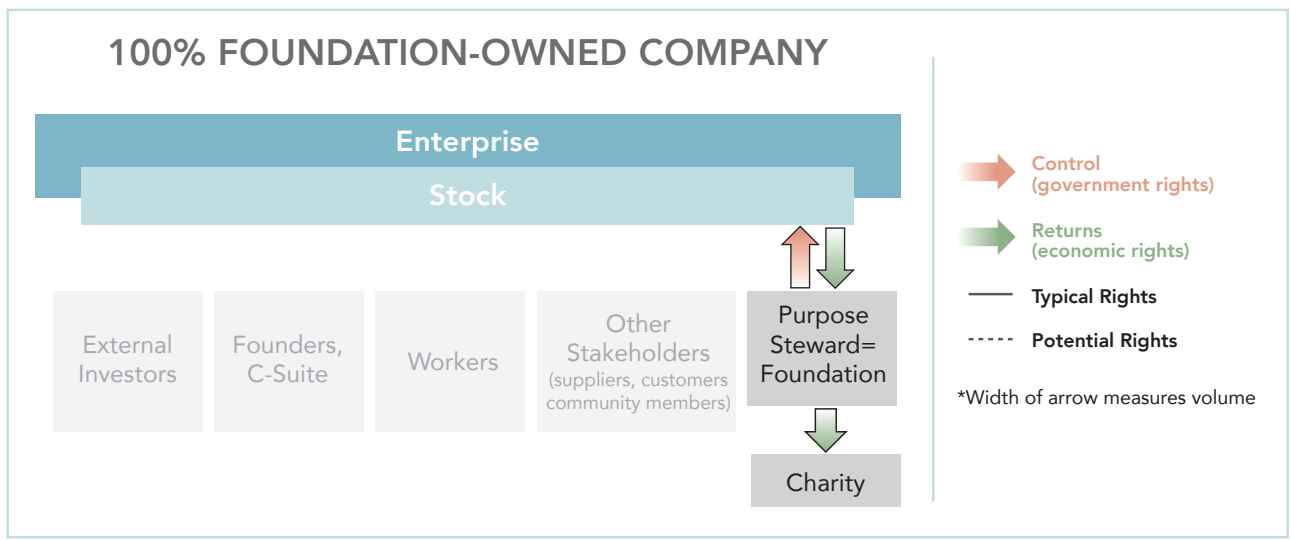 100% FOUNDATION-OWNED COMPANY
Enterprise
Stock
External
Investors
Founders,
C-Suite
Workers
Other
Stakeholders
(suppliers, customers
community members)
Purpose
Steward=
Foundation
Charity
Control
(government rights)
Returns
(economic rights)
Typical Rights
Potential Rights
*Width of arrow measures volume